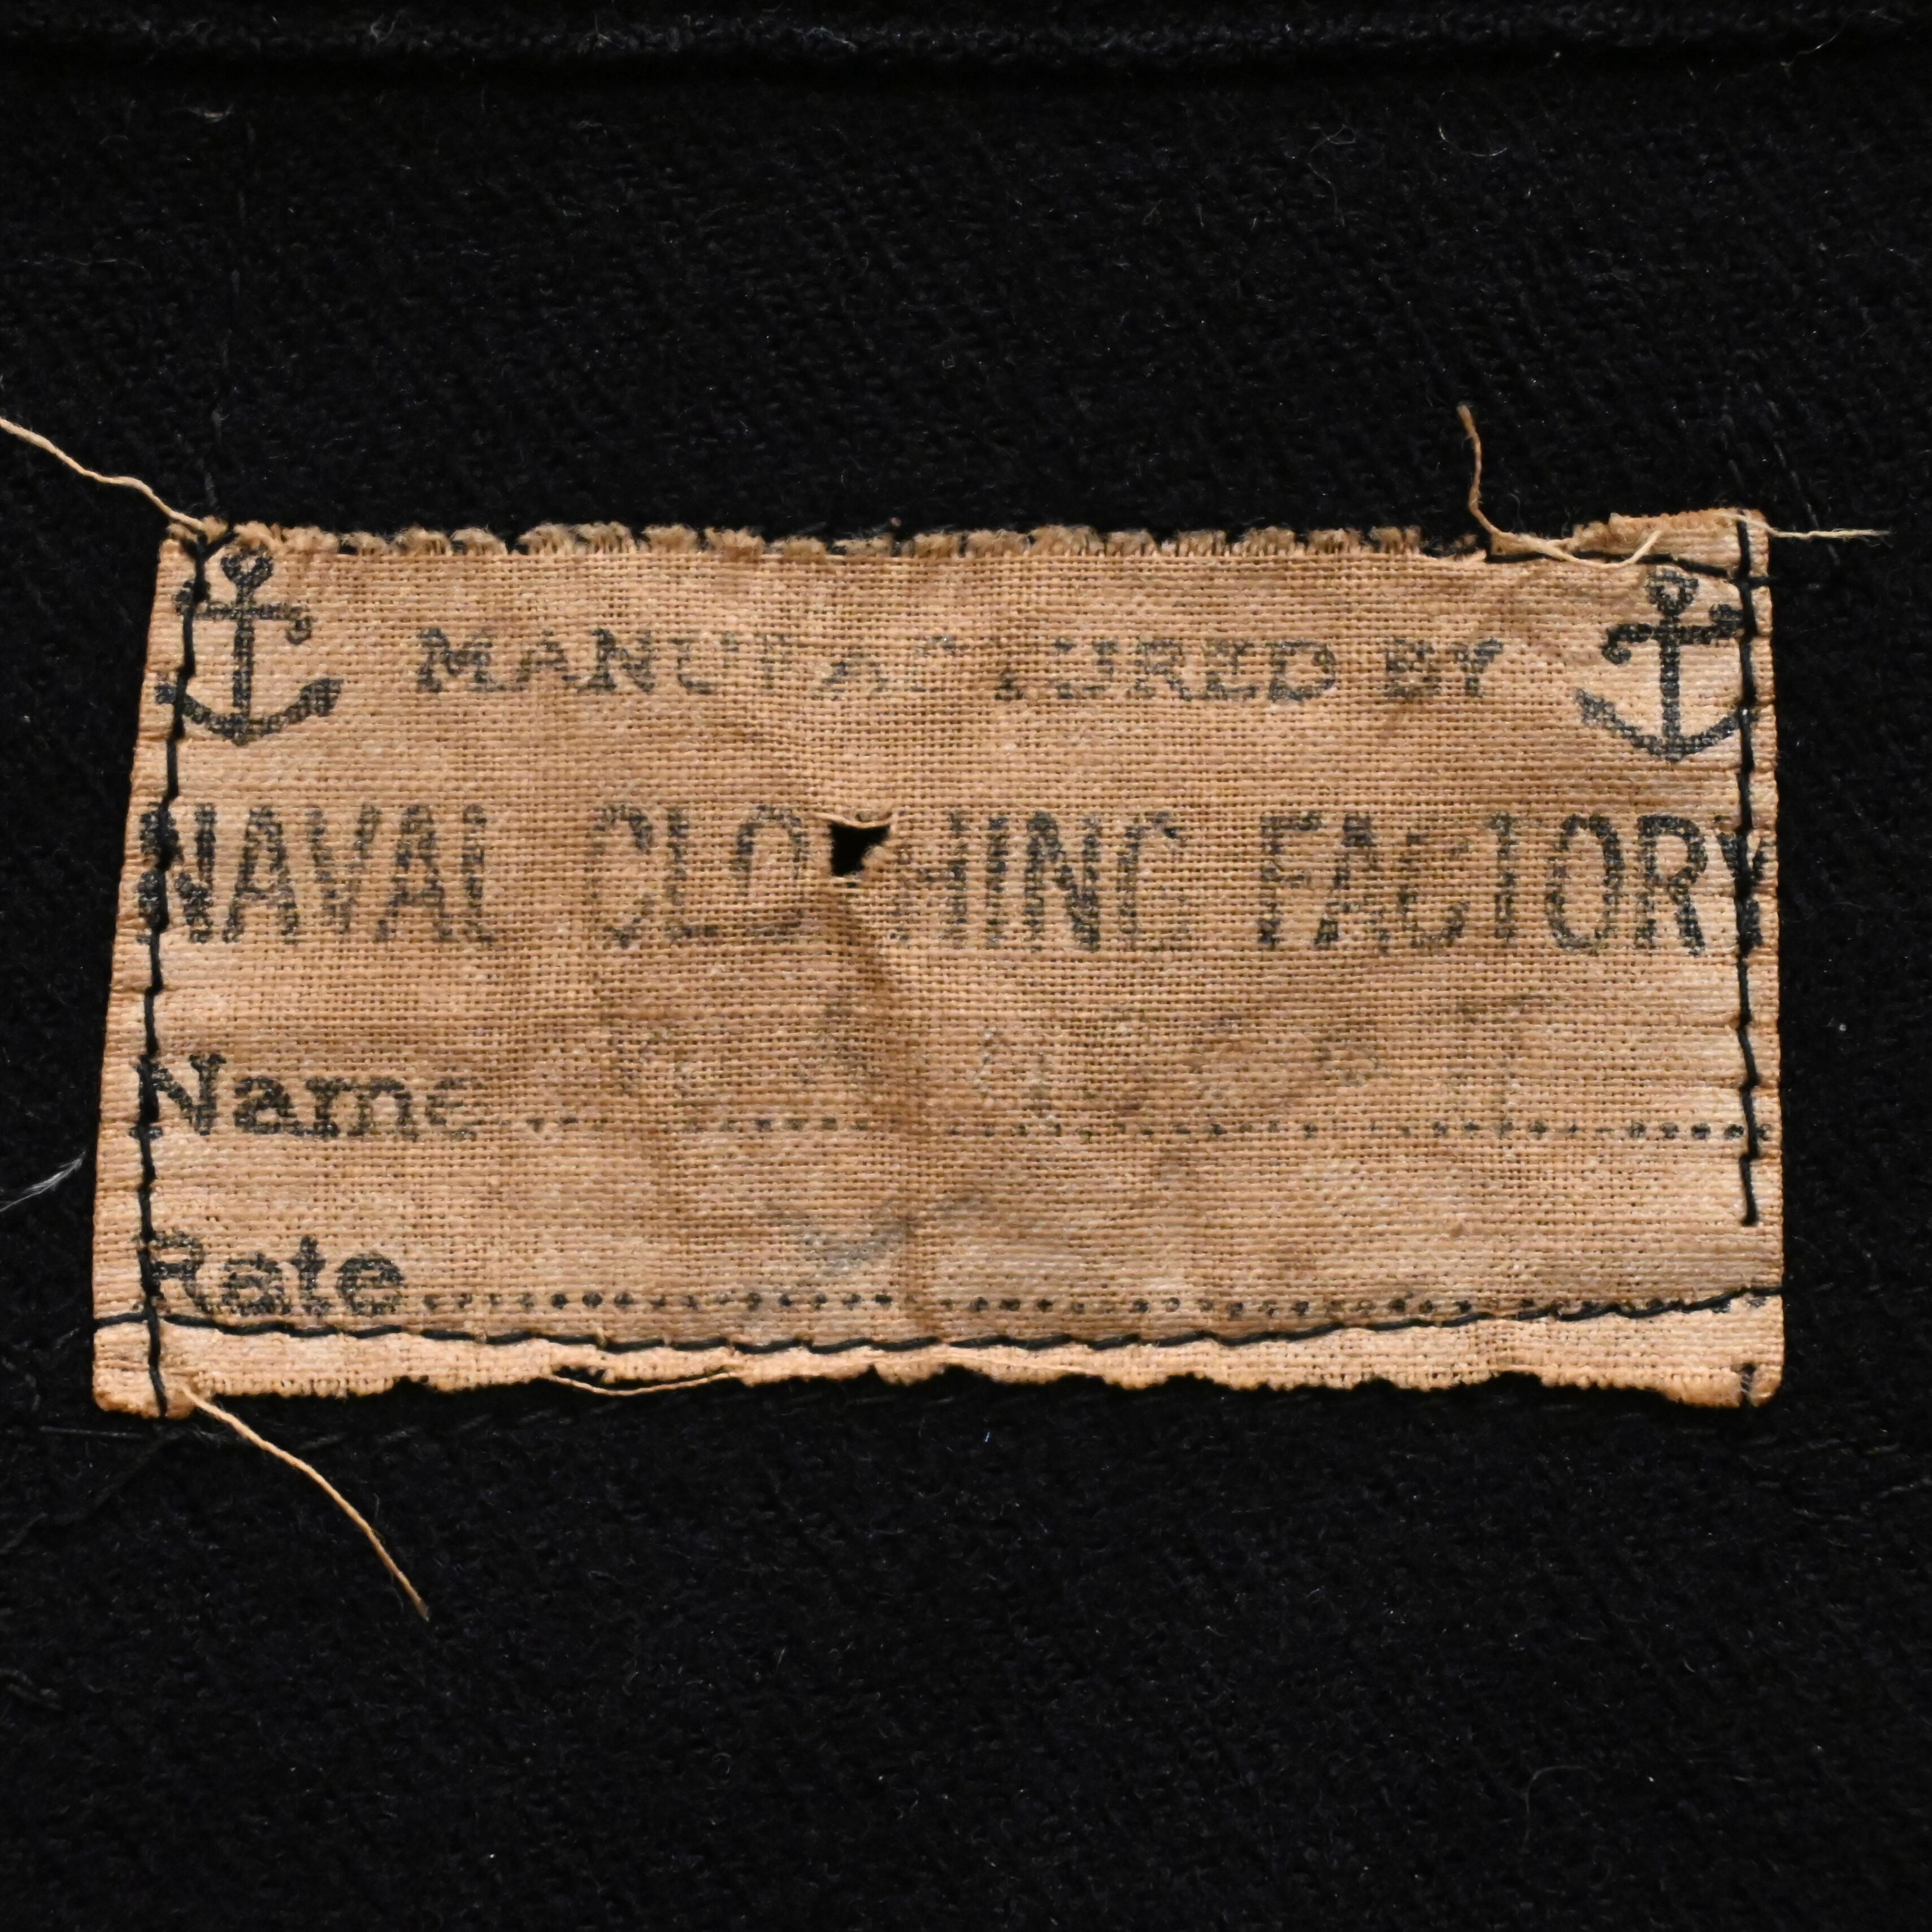 MANUFACTURED BY
NAVAL CLOTHING FACTORY
Name
Rate